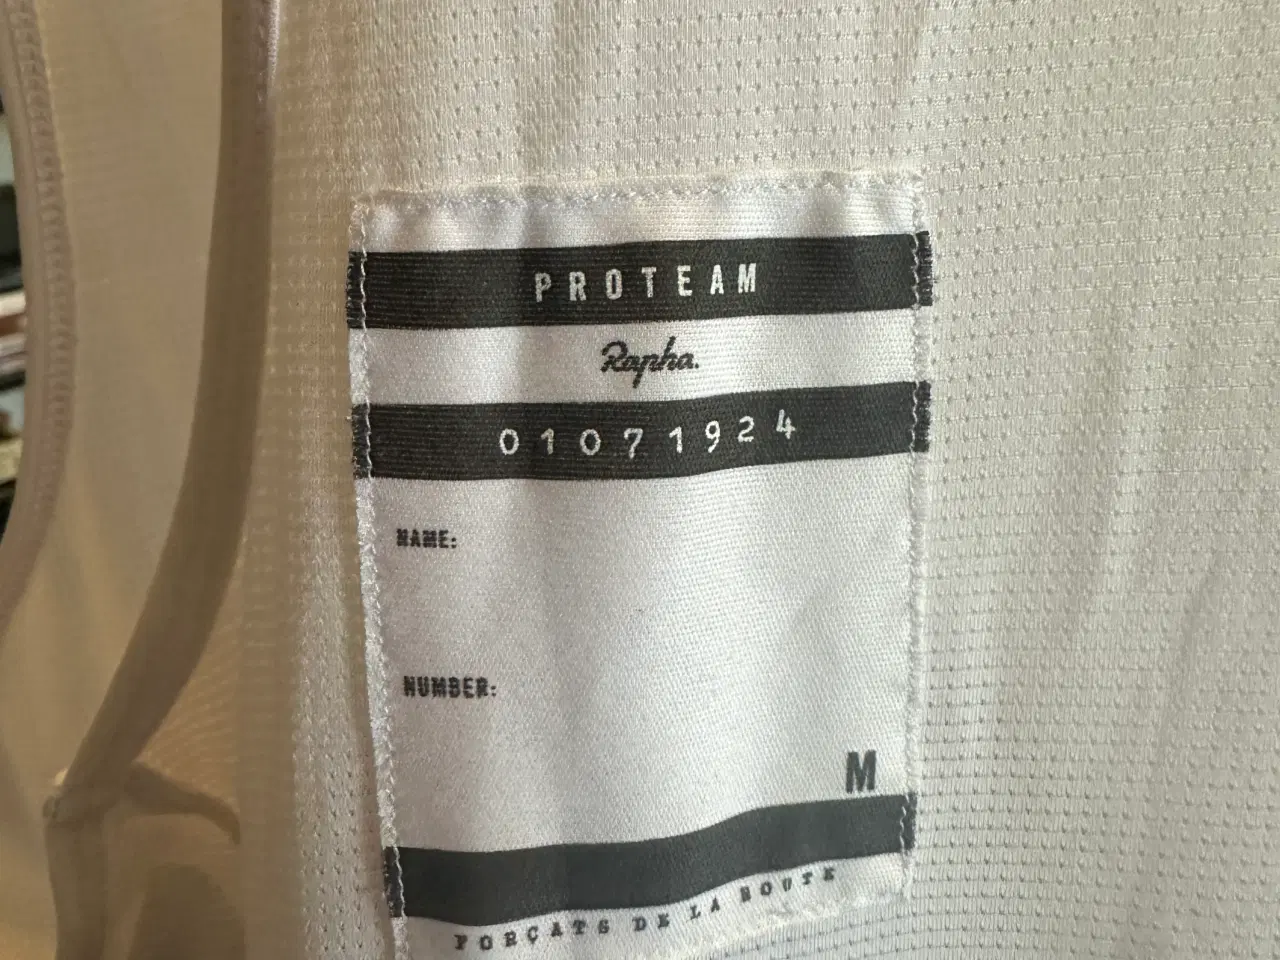 PROTEAM
Rapha.
01071924
NAME:
NUMBER:
M
FORÇATS DE LA ROUTE